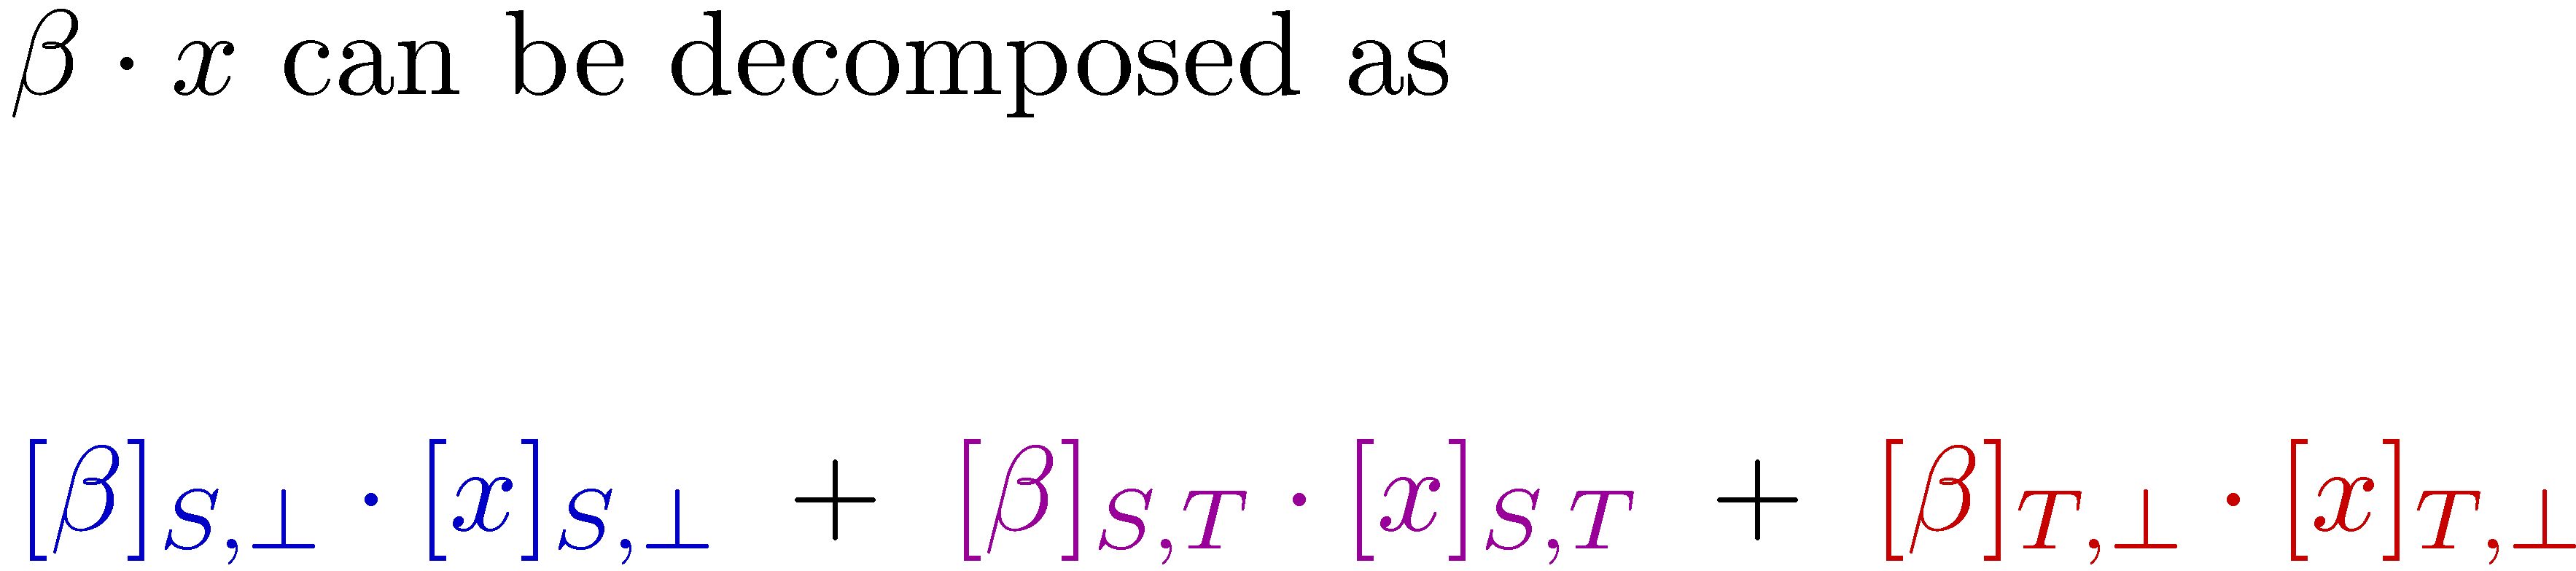 β · x can be decomposed as
[β]_{S,⊥} · [x]_{S,⊥} + [β]_{S,T} · [x]_{S,T} + [β]_{T,⊥} · [x]_{T,⊥}